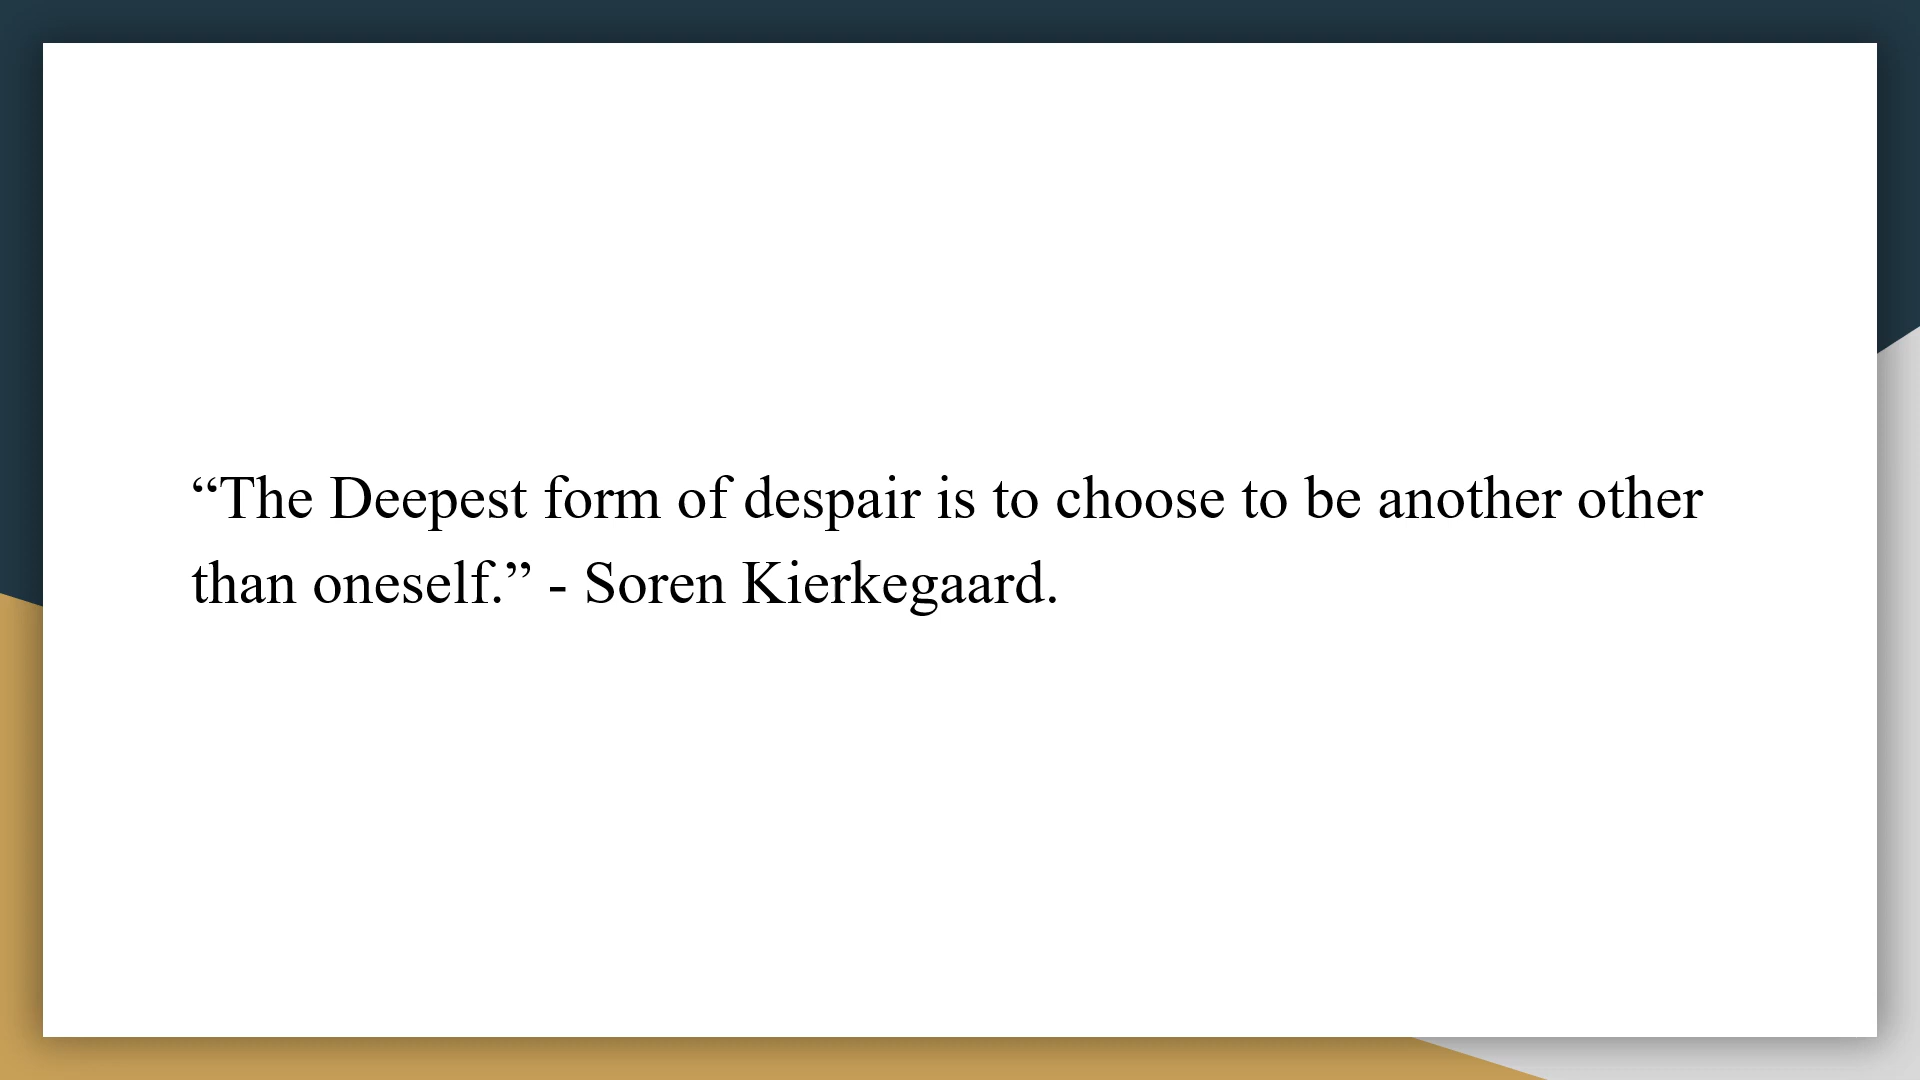 “The Deepest form of despair is to choose to be another other
than oneself.” - Soren Kierkegaard.